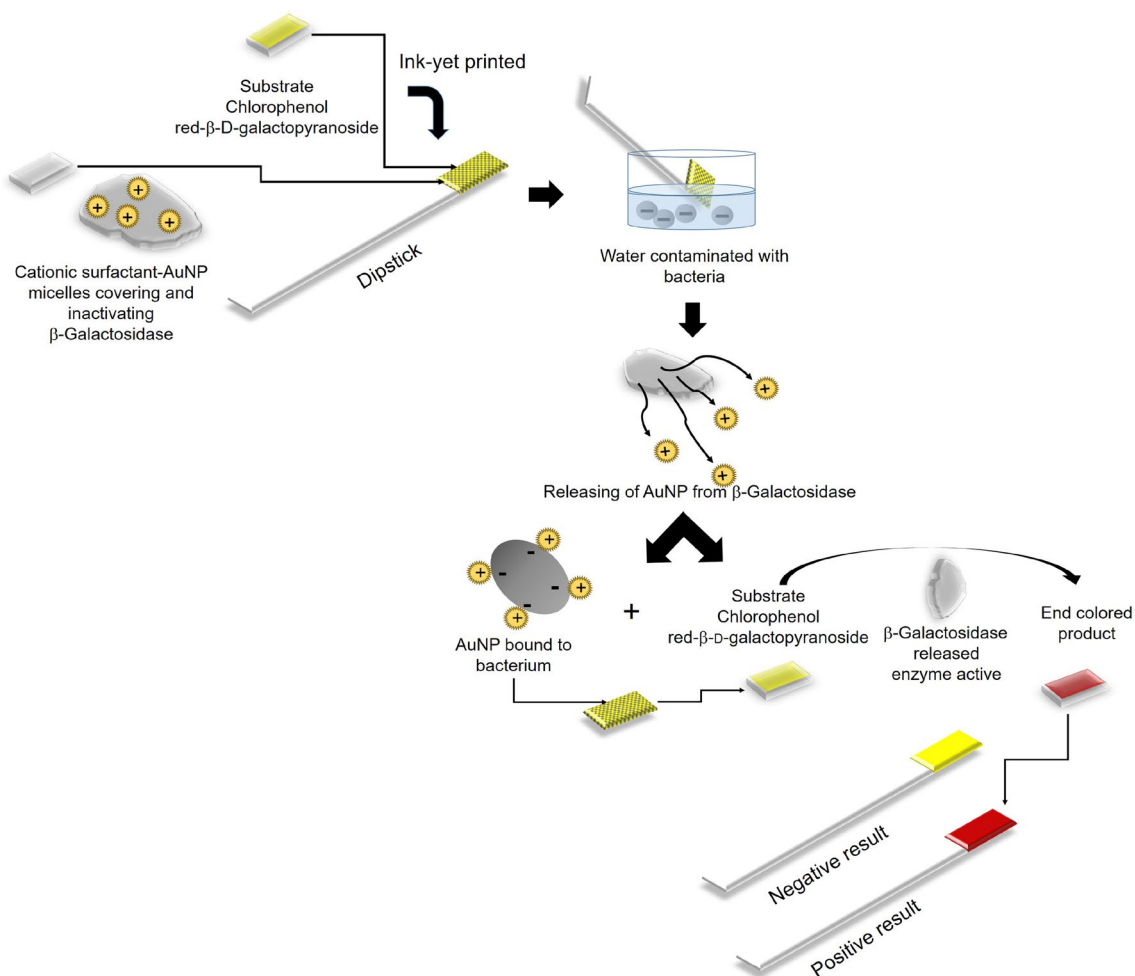 Ink-yet printed
Substrate
Chlorophenol
red-β-D-galactopyranoside
+
+
+
+
Cationic surfactant-AuNP
micelles covering and
inactivating
β-Galactosidase
Dipstick
Water contaminated with
bacteria
+
+
+
+
Releasing of AuNP from β-Galactosidase
+
+
+
+
+
AuNP bound to
bacterium
Substrate
Chlorophenol
red-β-D-galactopyranoside
β-Galactosidase
released
enzyme active
End colored
product
Negative result
Positive result